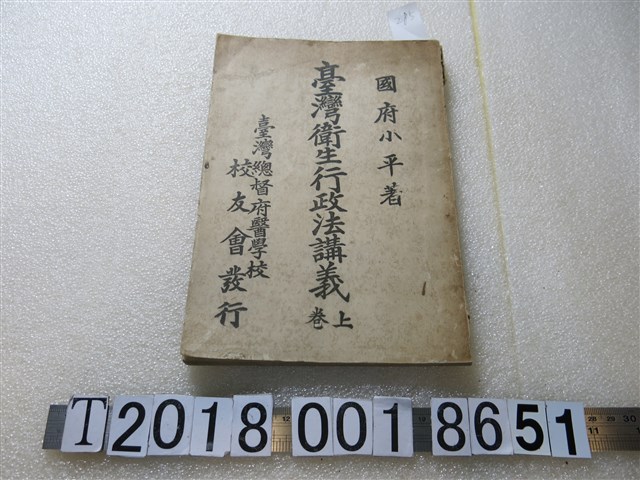 國府小平著
臺灣衛生行政法講義
上卷
臺灣總督府醫學校
校友會發行
T2018 001 8651